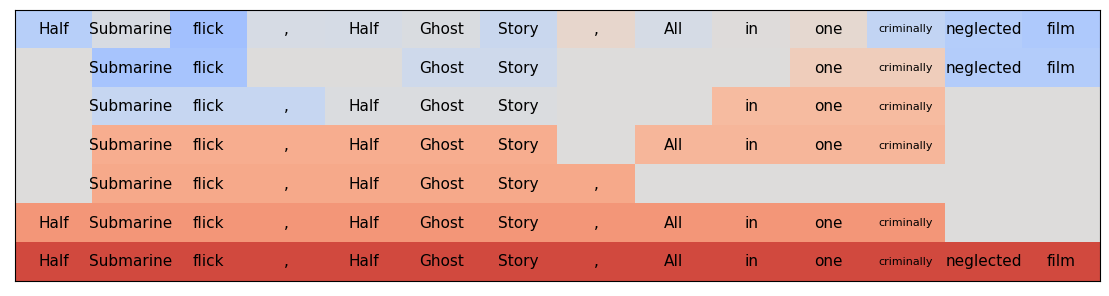 Half Submarine flick , Half Ghost Story , All in one criminally neglected film
Submarine flick Ghost Story one criminally neglected film
Submarine flick , Half Ghost Story in one criminally
Submarine flick , Half Ghost Story All in one criminally
Submarine flick , Half Ghost Story ,
Half Submarine flick , Half Ghost Story , All in one criminally
Half Submarine flick , Half Ghost Story , All in one criminally neglected film